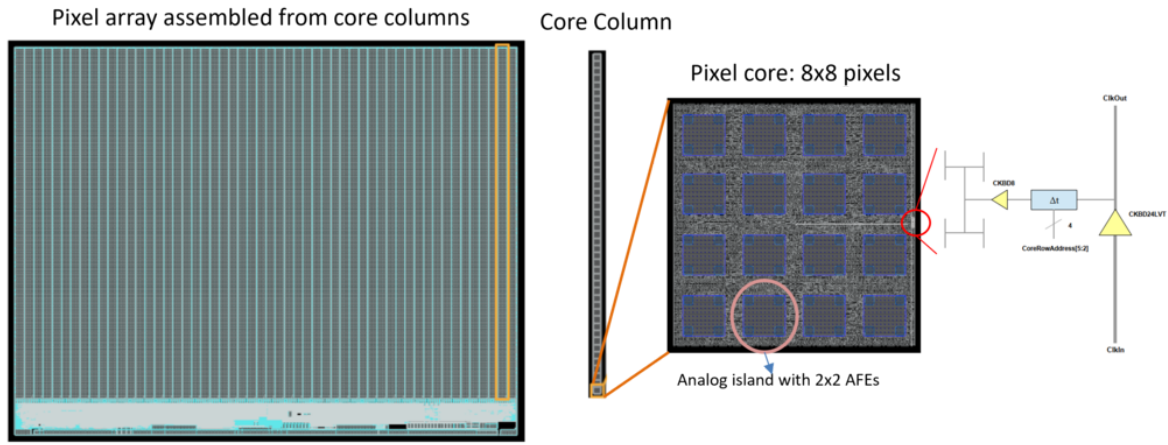 Pixel array assembled from core columns
Core Column
Pixel core: 8x8 pixels
ClkOut
CKBD8
Δt
CKBD24LVT
4
CoreRowAddress[5:2]
ClkIn
Analog island with 2x2 AFEs